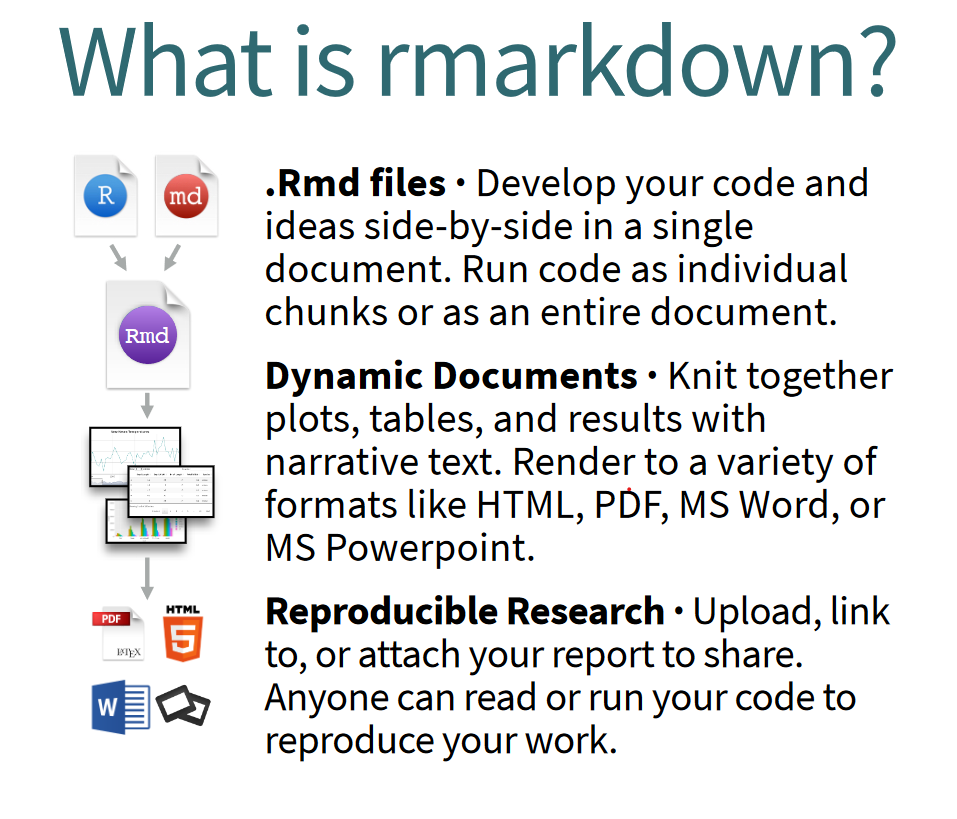 What is rmarkdown?
R
md
Rmd
PDF
LATEX
HTML
5
W
.Rmd files • Develop your code and
ideas side-by-side in a single
document. Run code as individual
chunks or as an entire document.
Dynamic Documents • Knit together
plots, tables, and results with
narrative text. Render to a variety of
formats like HTML, PDF, MS Word, or
MS Powerpoint.
Reproducible Research • Upload, link
to, or attach your report to share.
Anyone can read or run your code to
reproduce your work.